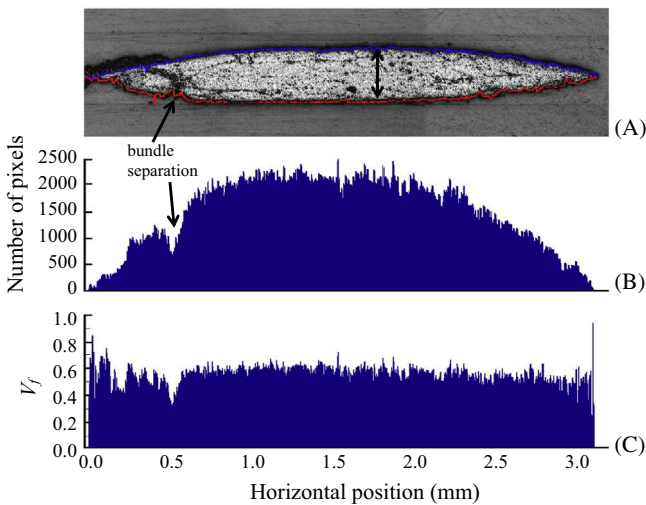 (A)
bundle
separation
2500
2000
1500
1000
500
0
Number of pixels
(B)
1.0
0.8
0.6
0.4
0.2
0.0
Vf
(C)
0.0 0.5 1.0 1.5 2.0 2.5 3.0
Horizontal position (mm)